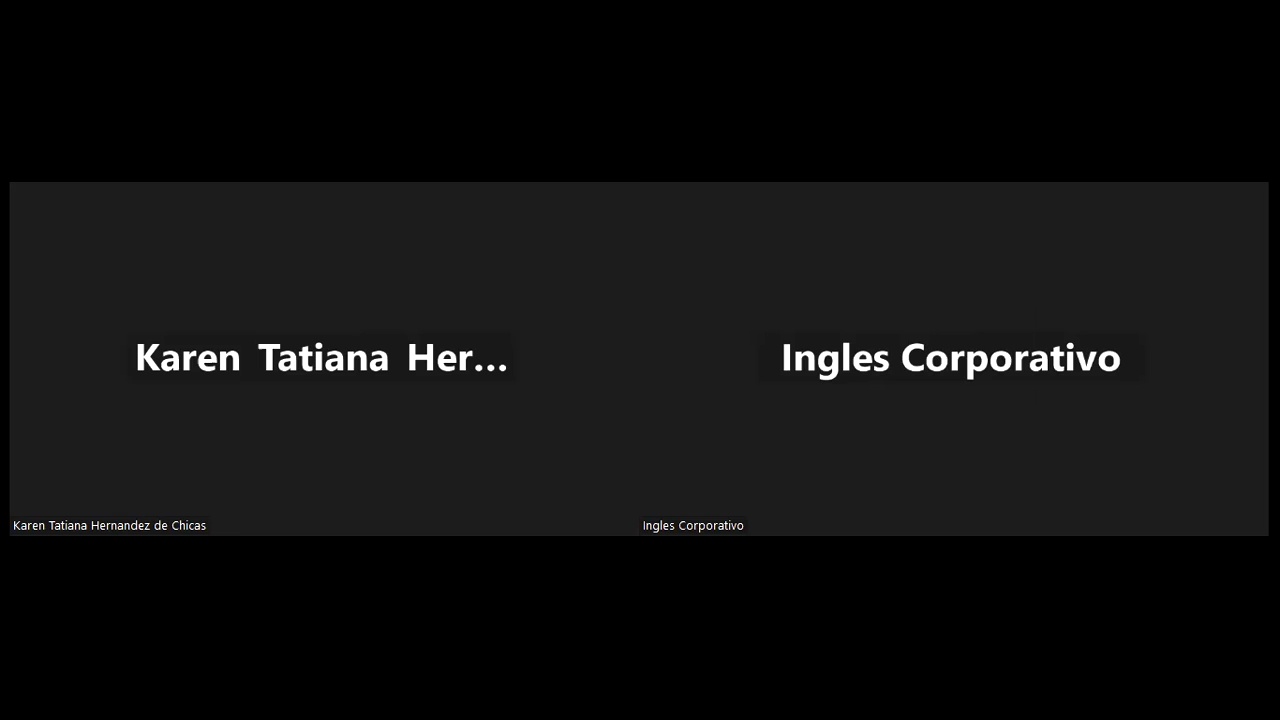 Karen Tatiana Her...
Ingles Corporativo
Karen Tatiana Hernandez de Chicas
Ingles Corporativo